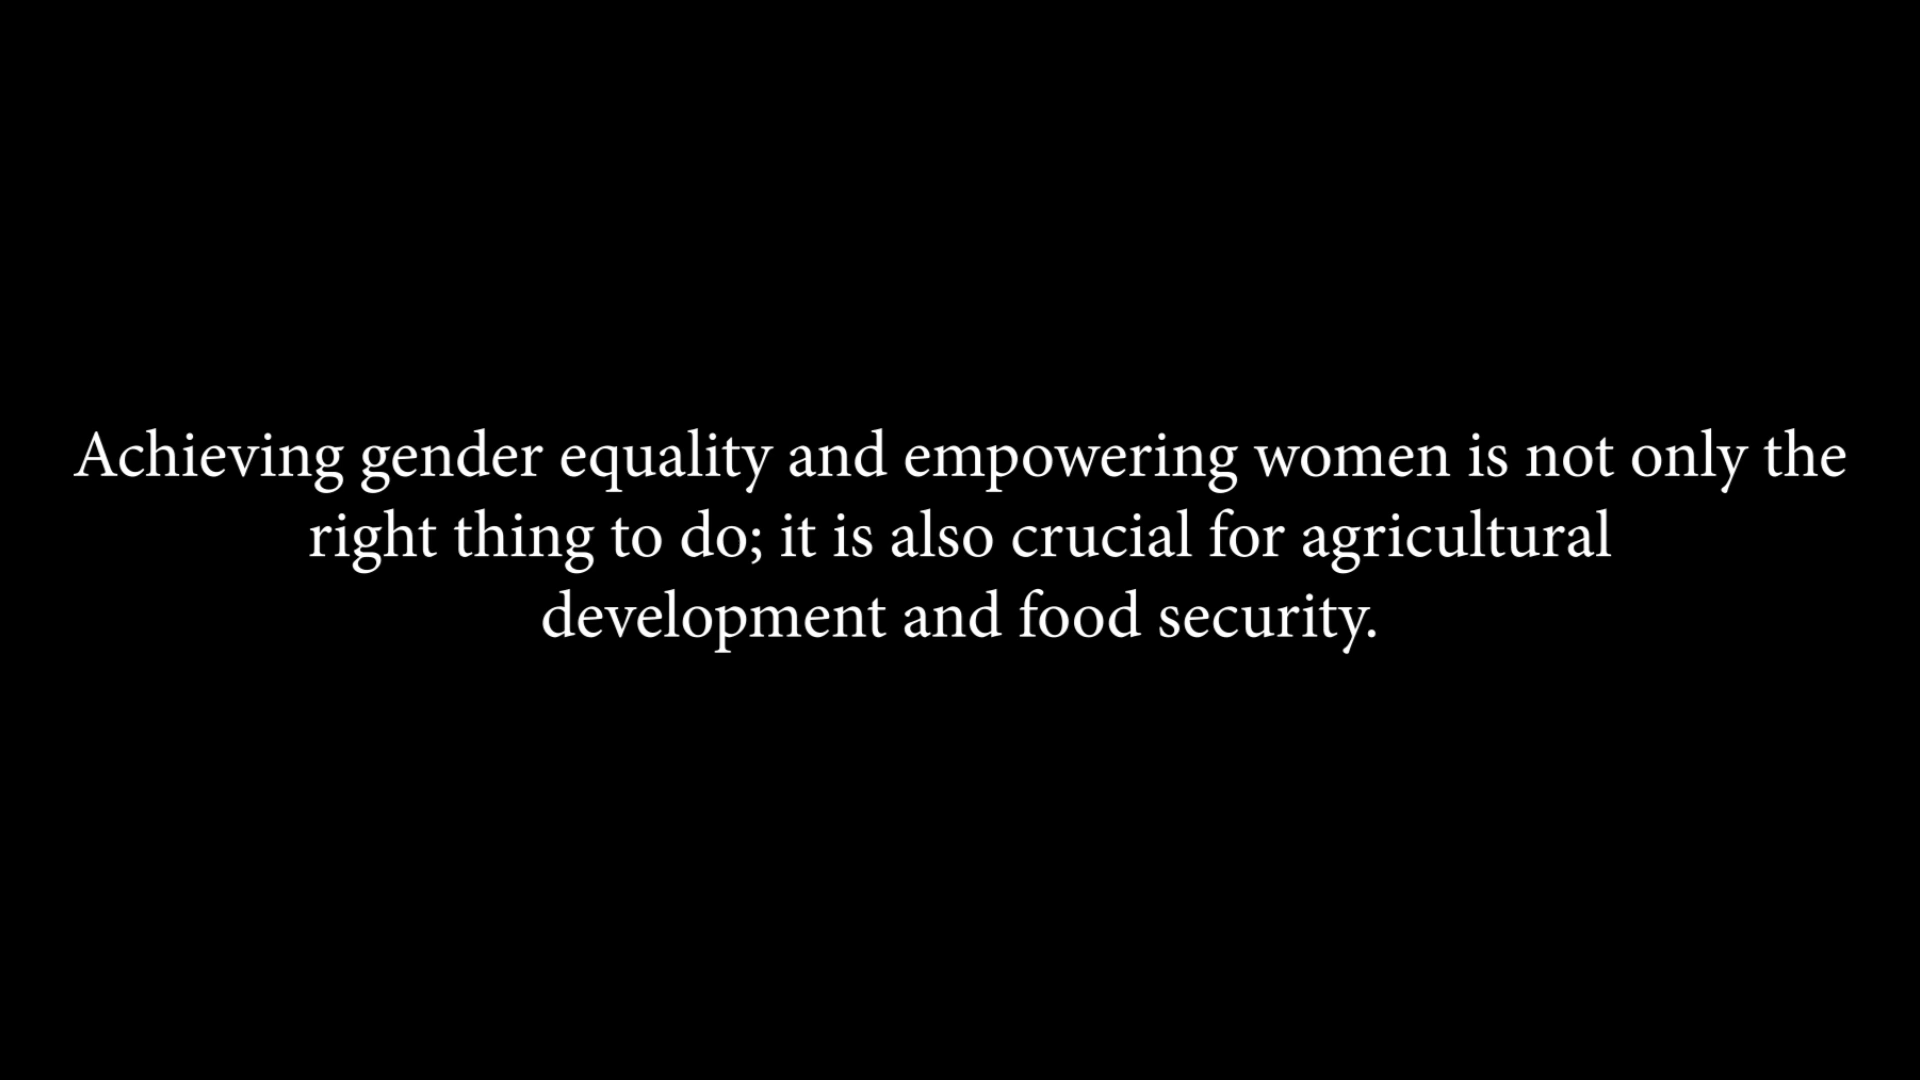 Achieving gender equality and empowering women is not only the
right thing to do; it is also crucial for agricultural
development and food security.